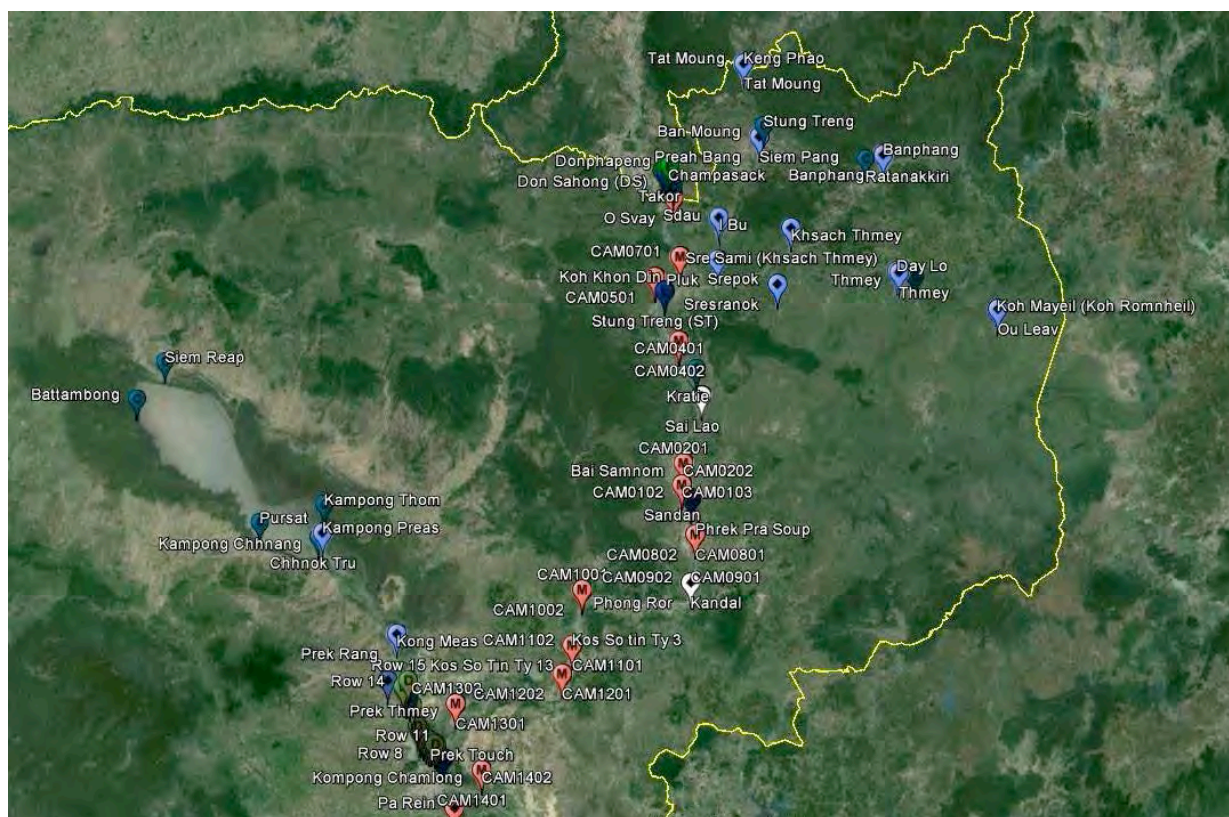 Tat Moung
Keng Phao
Tat Moung
Stung Treng
Ban Moung
Siem Pang
Banphang
Donphapeng
Preah Bang
Banphang
Ratanakkiri
Don Sahong (DS)
Champasack
Takor
O Svay
Sdau
I Bu
Khsach Thmey
CAM0701
Sre Sami (Khsach Thmey)
Koh Khon Din
Pluk
Srepok
Thmey
Day Lo
CAM0501
Sresranok
Thmey
Koh Mayeil (Koh Romnheil)
Stung Treng (ST)
Ou Leav
CAM0401
Siem Reap
CAM0402
Battambong
Kratie
Sai Lao
CAM0201
Bai Samnom
CAM0202
CAM0102
CAM0103
Kampong Thom
Sandan
Pursat
Kampong Preas
Phrek Pra Soup
Kampong Chhnang
CAM0802
CAM0801
Chhnok Tru
CAM1001
CAM0902
CAM0901
CAM1002
Phong Ror
Kandal
Kong Meas
CAM1102
Kos So tin Ty 3
Prek Rang
Row 15
Kos So Tin Ty 13
CAM1101
Row 14
CAM1302
CAM1202
CAM1201
Prek Thmey
CAM1301
Row 11
Row 8
Prek Touch
Kompong Chamlong
CAM1402
Pa Rein
CAM1401
M
M
M
M
M
M
M
M
M
M